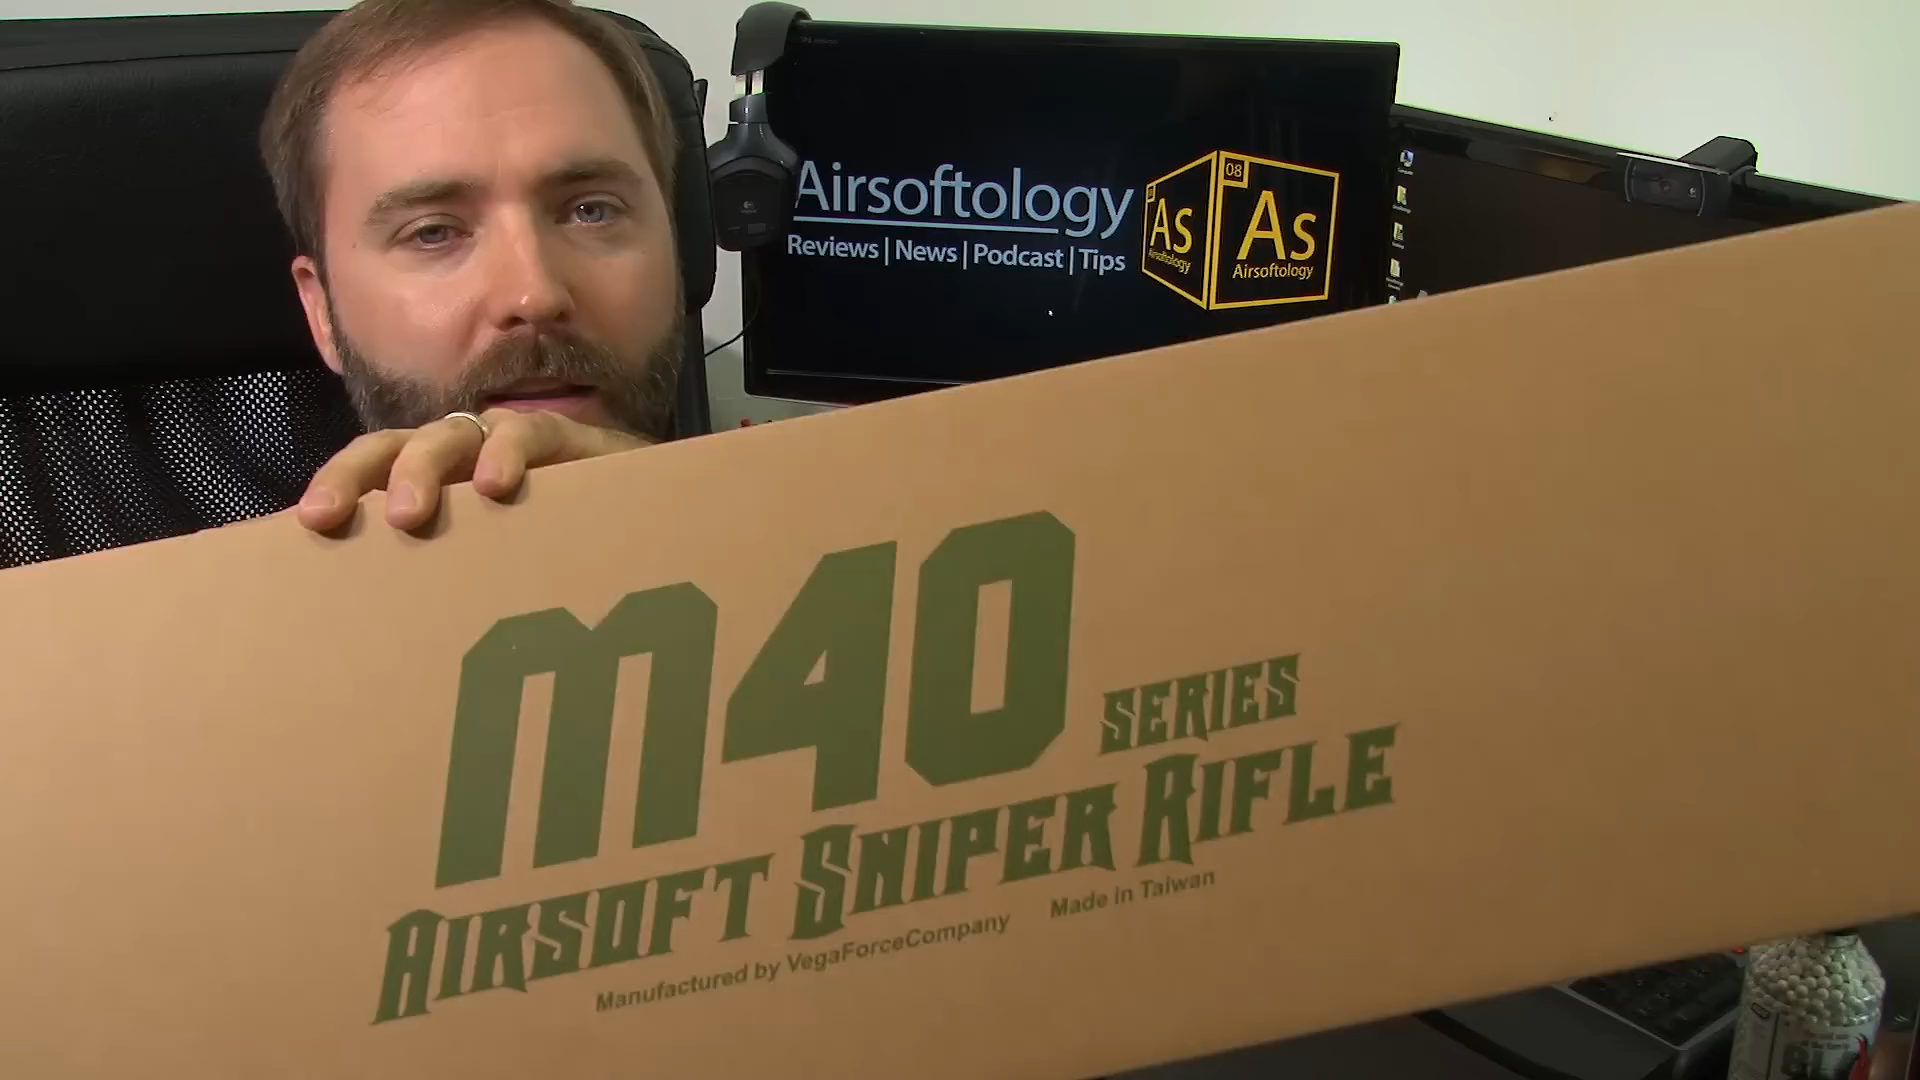 Airsoftology
Reviews | News | Podcast | Tips
08
As
Airsoftology
As
Airsoftology
M40 SERIES
AIRSOFT SNIPER RIFLE
Manufactured by VegaForceCompany Made in Taiwan